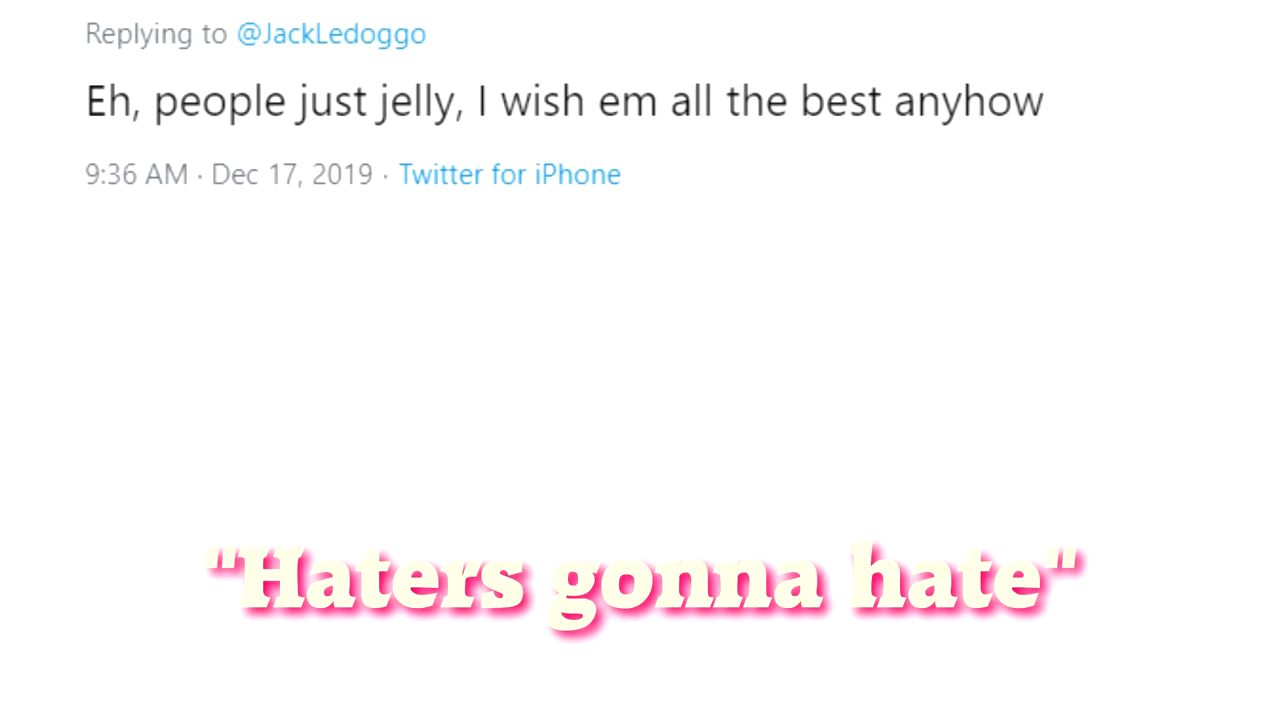 Replying to @JackLedoggo
Eh, people just jelly, I wish em all the best anyhow
9:36 AM · Dec 17, 2019 · Twitter for iPhone
"Haters gonna hate"